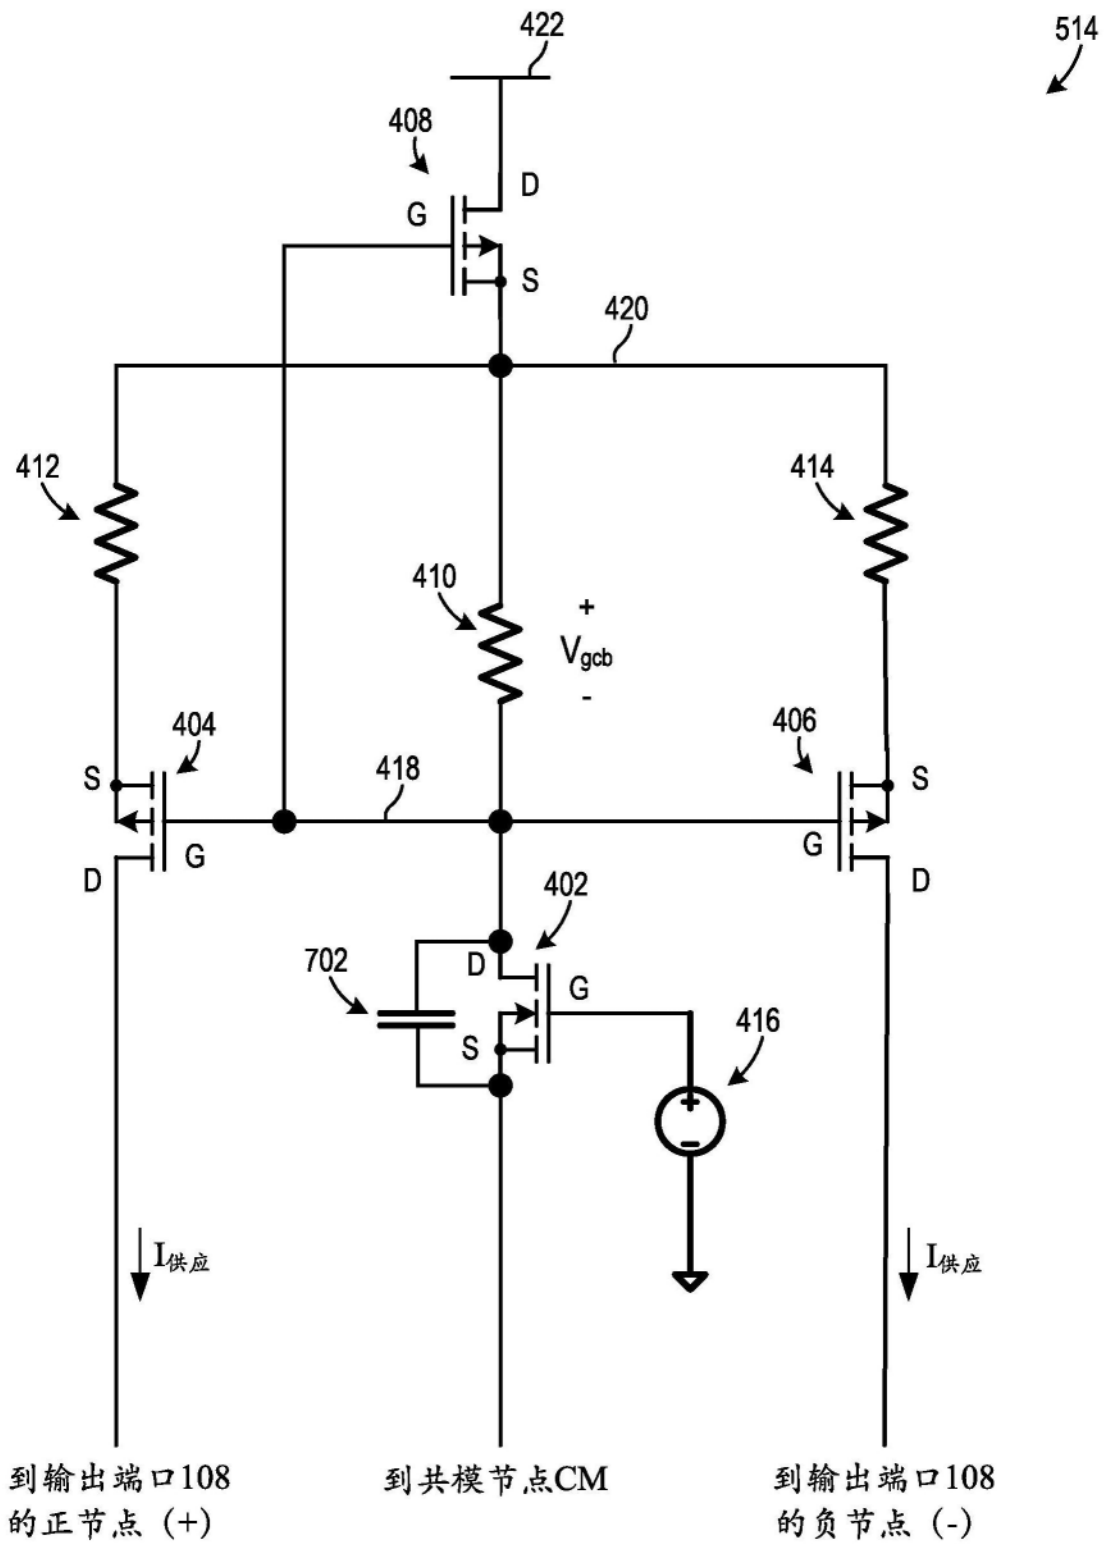 422
514
408
D
G
S
420
412
414
410
+
Vgcb
-
404
406
418
S
S
G
G
D
D
402
702
D
G
416
S
+
-
I供应
I供应
到输出端口108
的正节点 (+)
到共模节点CM
到输出端口108
的负节点 (-)